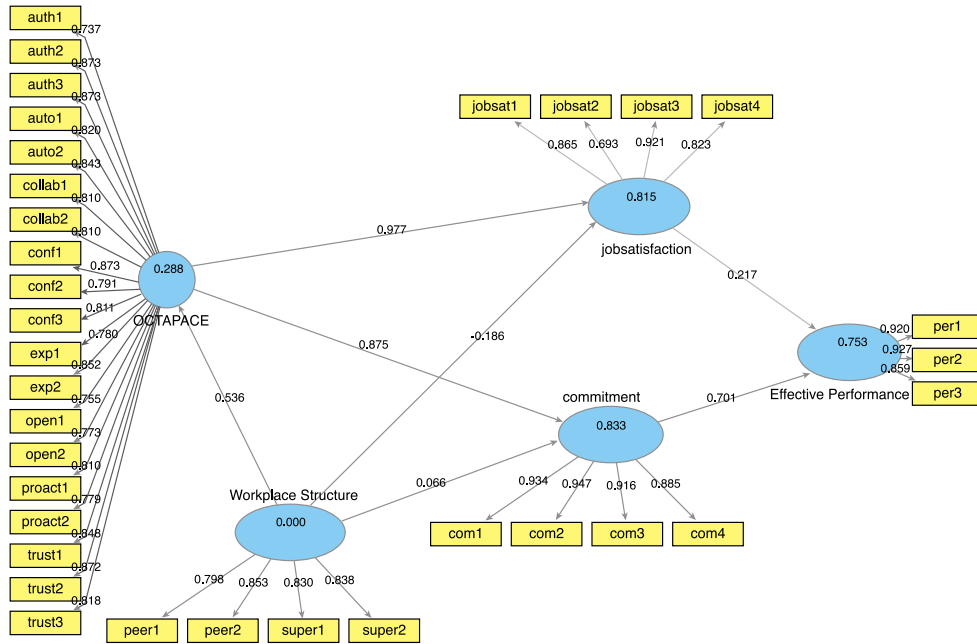 auth1
0.737
auth2
0.873
auth3
0.873
auto1
0.820
auto2
0.843
collab1
0.810
collab2
0.810
conf1
0.873
conf2
0.791
conf3
0.811
exp1
0.780
exp2
0.852
0.755
open1
0.773
open2
0.810
proact1
0.779
proact2
0.848
trust1
0.872
trust2
0.818
trust3
0.288
OCTAPACE
jobsat1
jobsat2
jobsat3
jobsat4
0.865
0.693
0.921
0.823
0.815
jobsatisfaction
0.977
-0.186
0.217
0.875
0.536
0.066
0.701
commitment
0.833
0.934
0.947
0.916
0.885
com1
com2
com3
com4
0.753
Effective Performance
0.920
0.927
0.859
per1
per2
per3
Workplace Structure
0.000
0.798
0.853
0.830
0.838
peer1
peer2
super1
super2